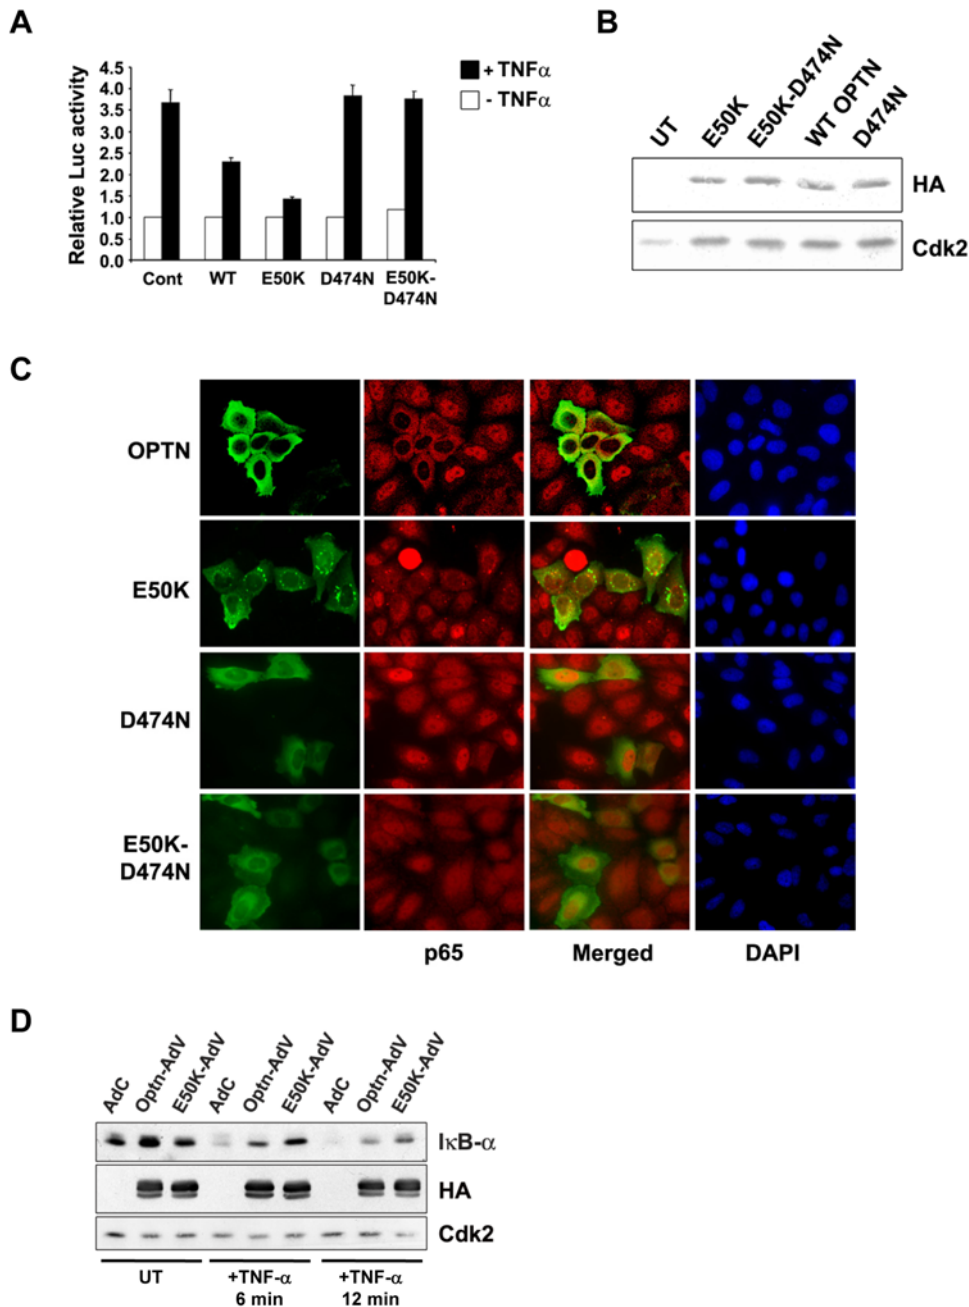 A
Relative Luc activity
4.5
4.0
3.5
3.0
2.5
2.0
1.5
1.0
0.5
0.0
Cont
WT
E50K
D474N
E50K-
D474N
+ TNFα
- TNFα
B
UT
E50K
E50K-D474N
WT OPTN
D474N
HA
Cdk2
C
OPTN
E50K
D474N
E50K-
D474N
p65
Merged
DAPI
D
AdC
Optn-AdV
E50K-AdV
AdC
Optn-AdV
E50K-AdV
AdC
Optn-AdV
E50K-AdV
IκB-α
HA
Cdk2
UT
+TNF-α
6 min
+TNF-α
12 min